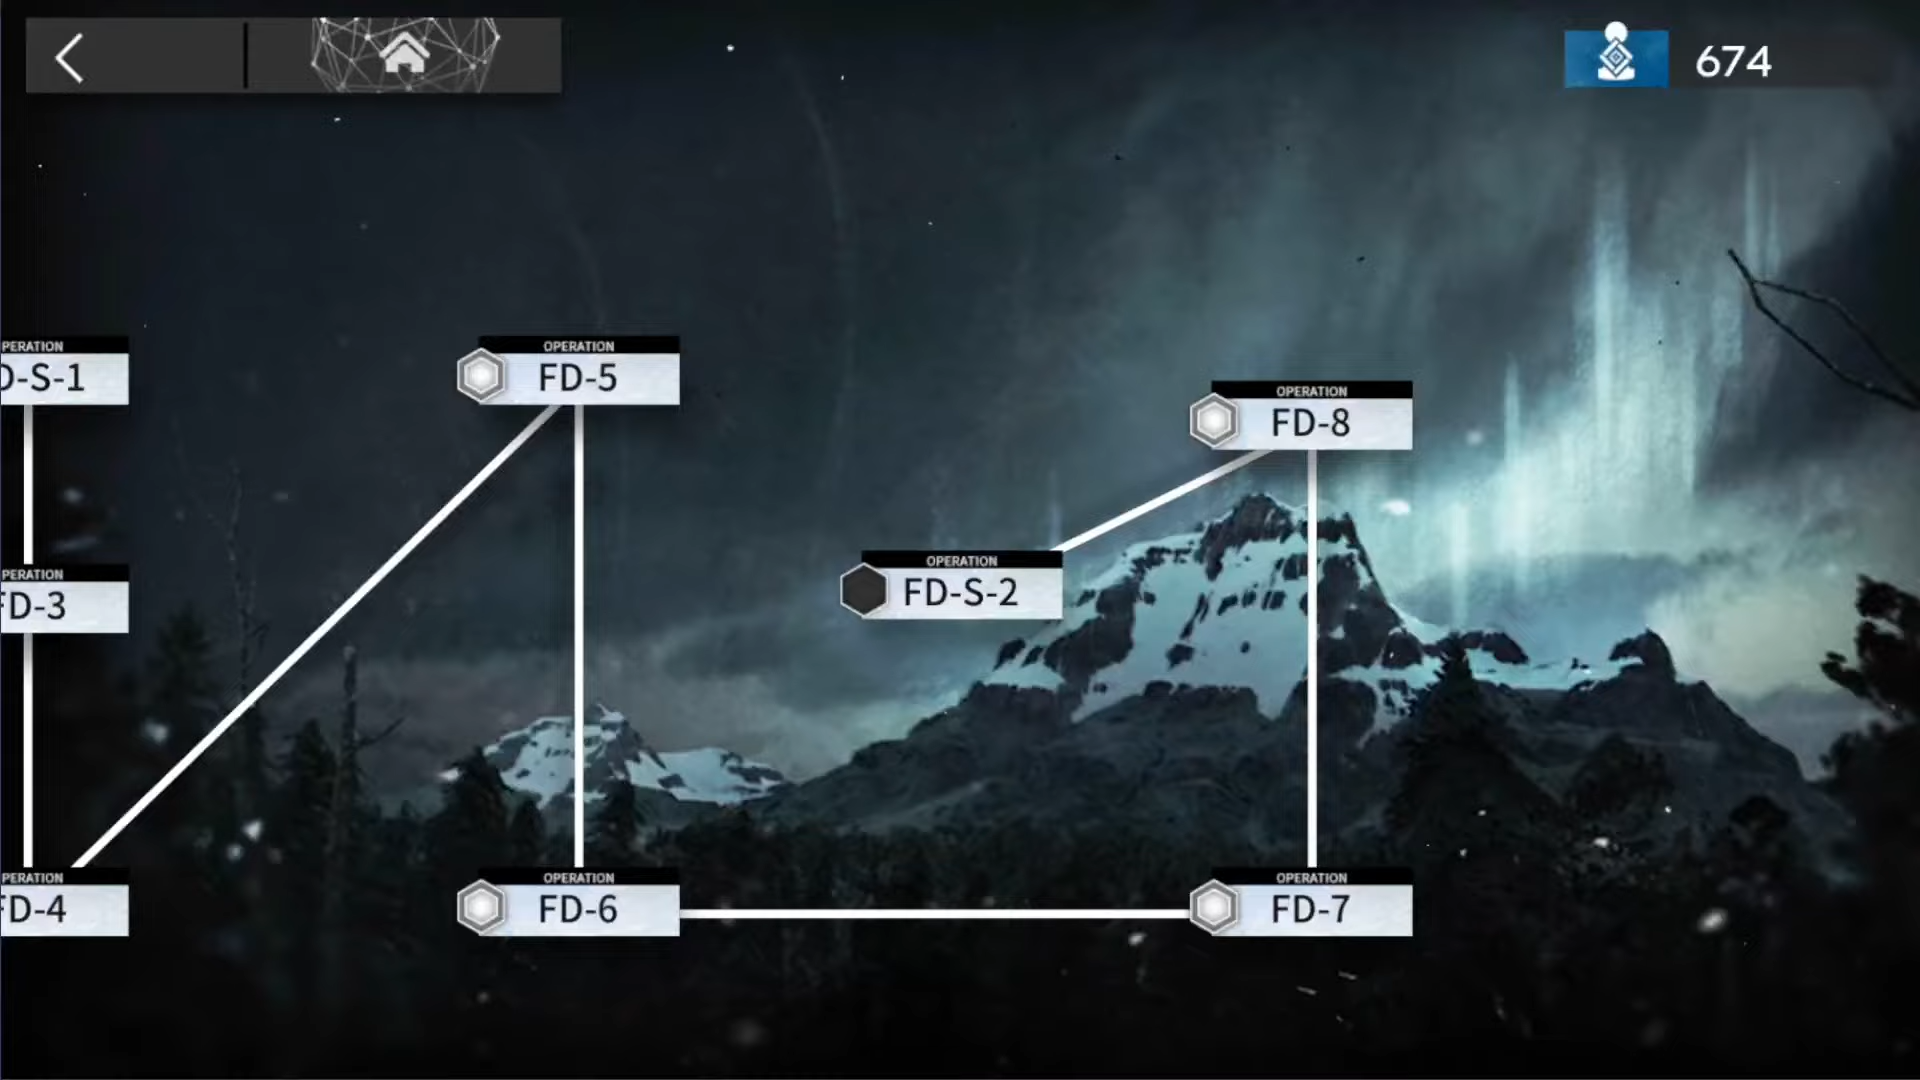 674
PERATION
D-S-1
OPERATION
FD-5
OPERATION
FD-8
OPERATION
FD-S-2
PERATION
FD-3
PERATION
FD-4
OPERATION
FD-6
OPERATION
FD-7